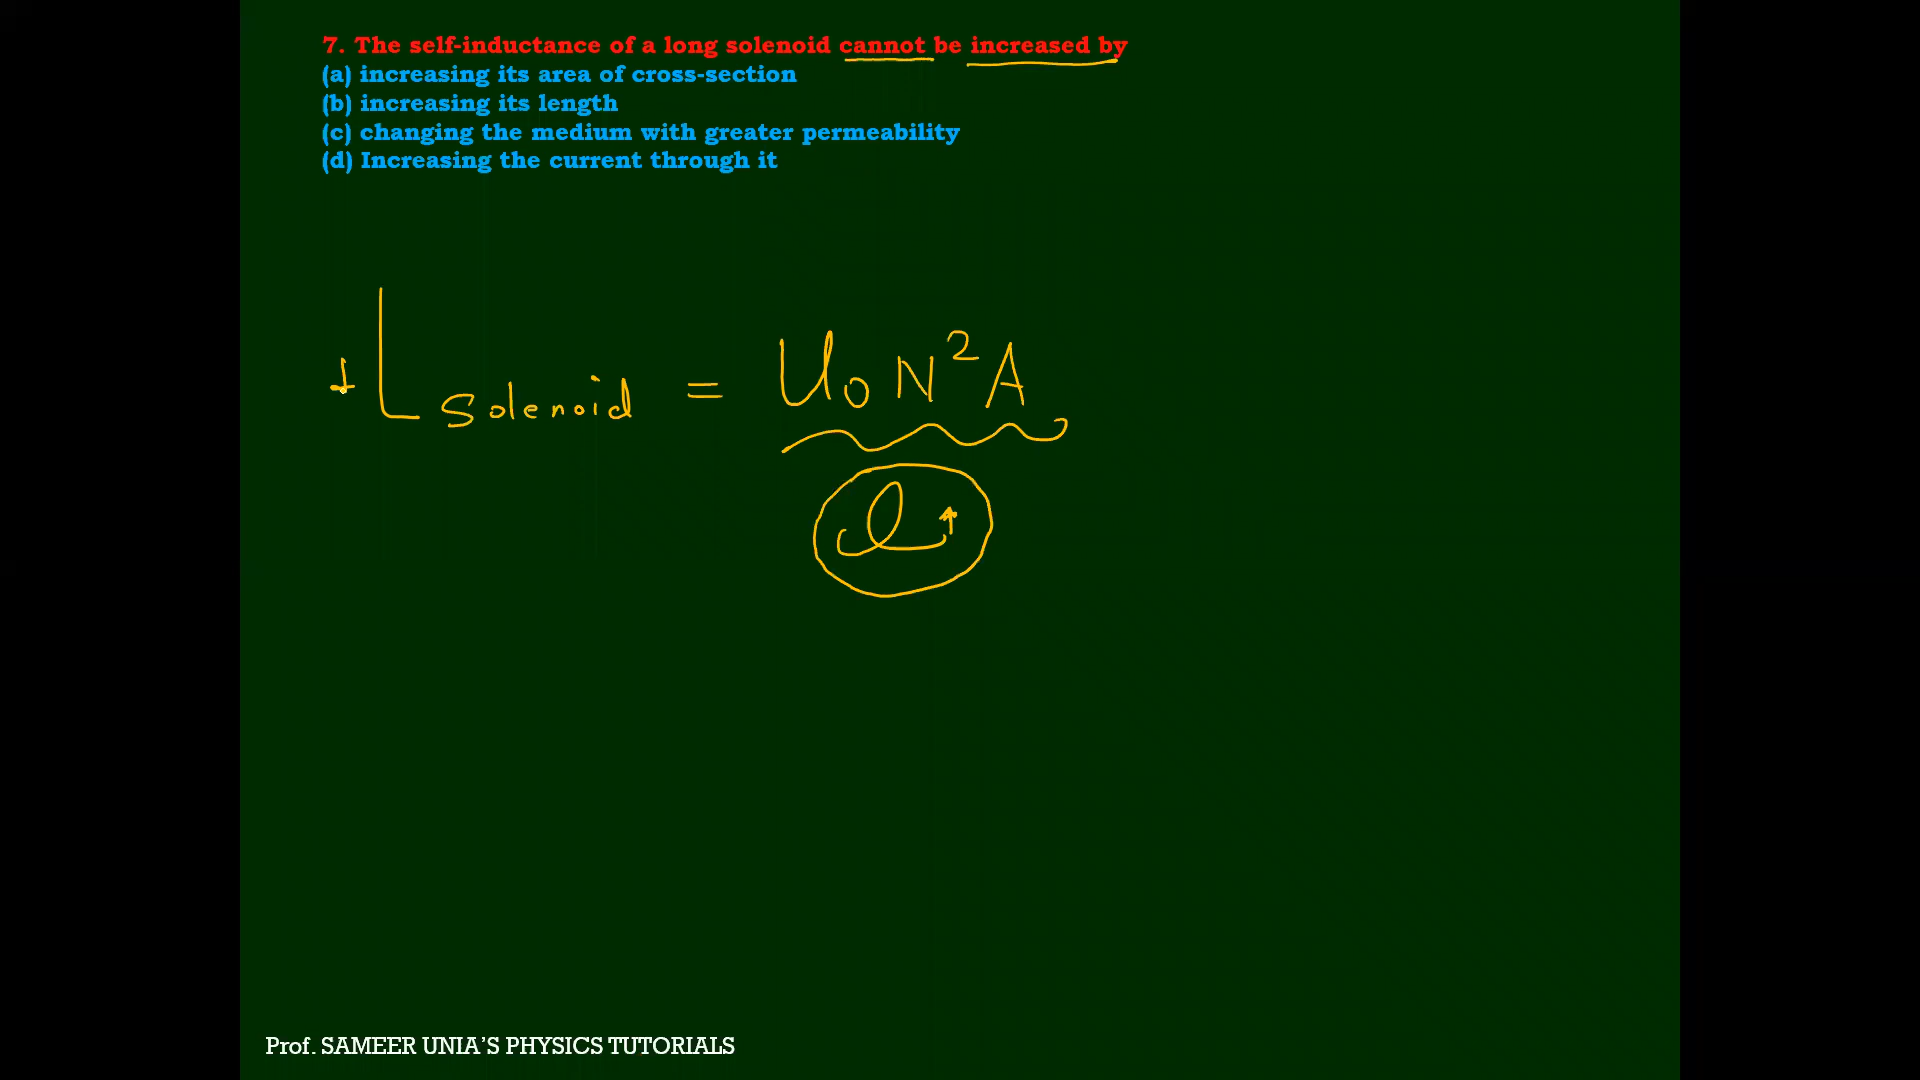 7. The self-inductance of a long solenoid cannot be increased by
(a) increasing its area of cross-section
(b) increasing its length
(c) changing the medium with greater permeability
(d) Increasing the current through it
↓ L solenoid = μ₀ N² A
l ↑
Prof. SAMEER UNIA'S PHYSICS TUTORIALS